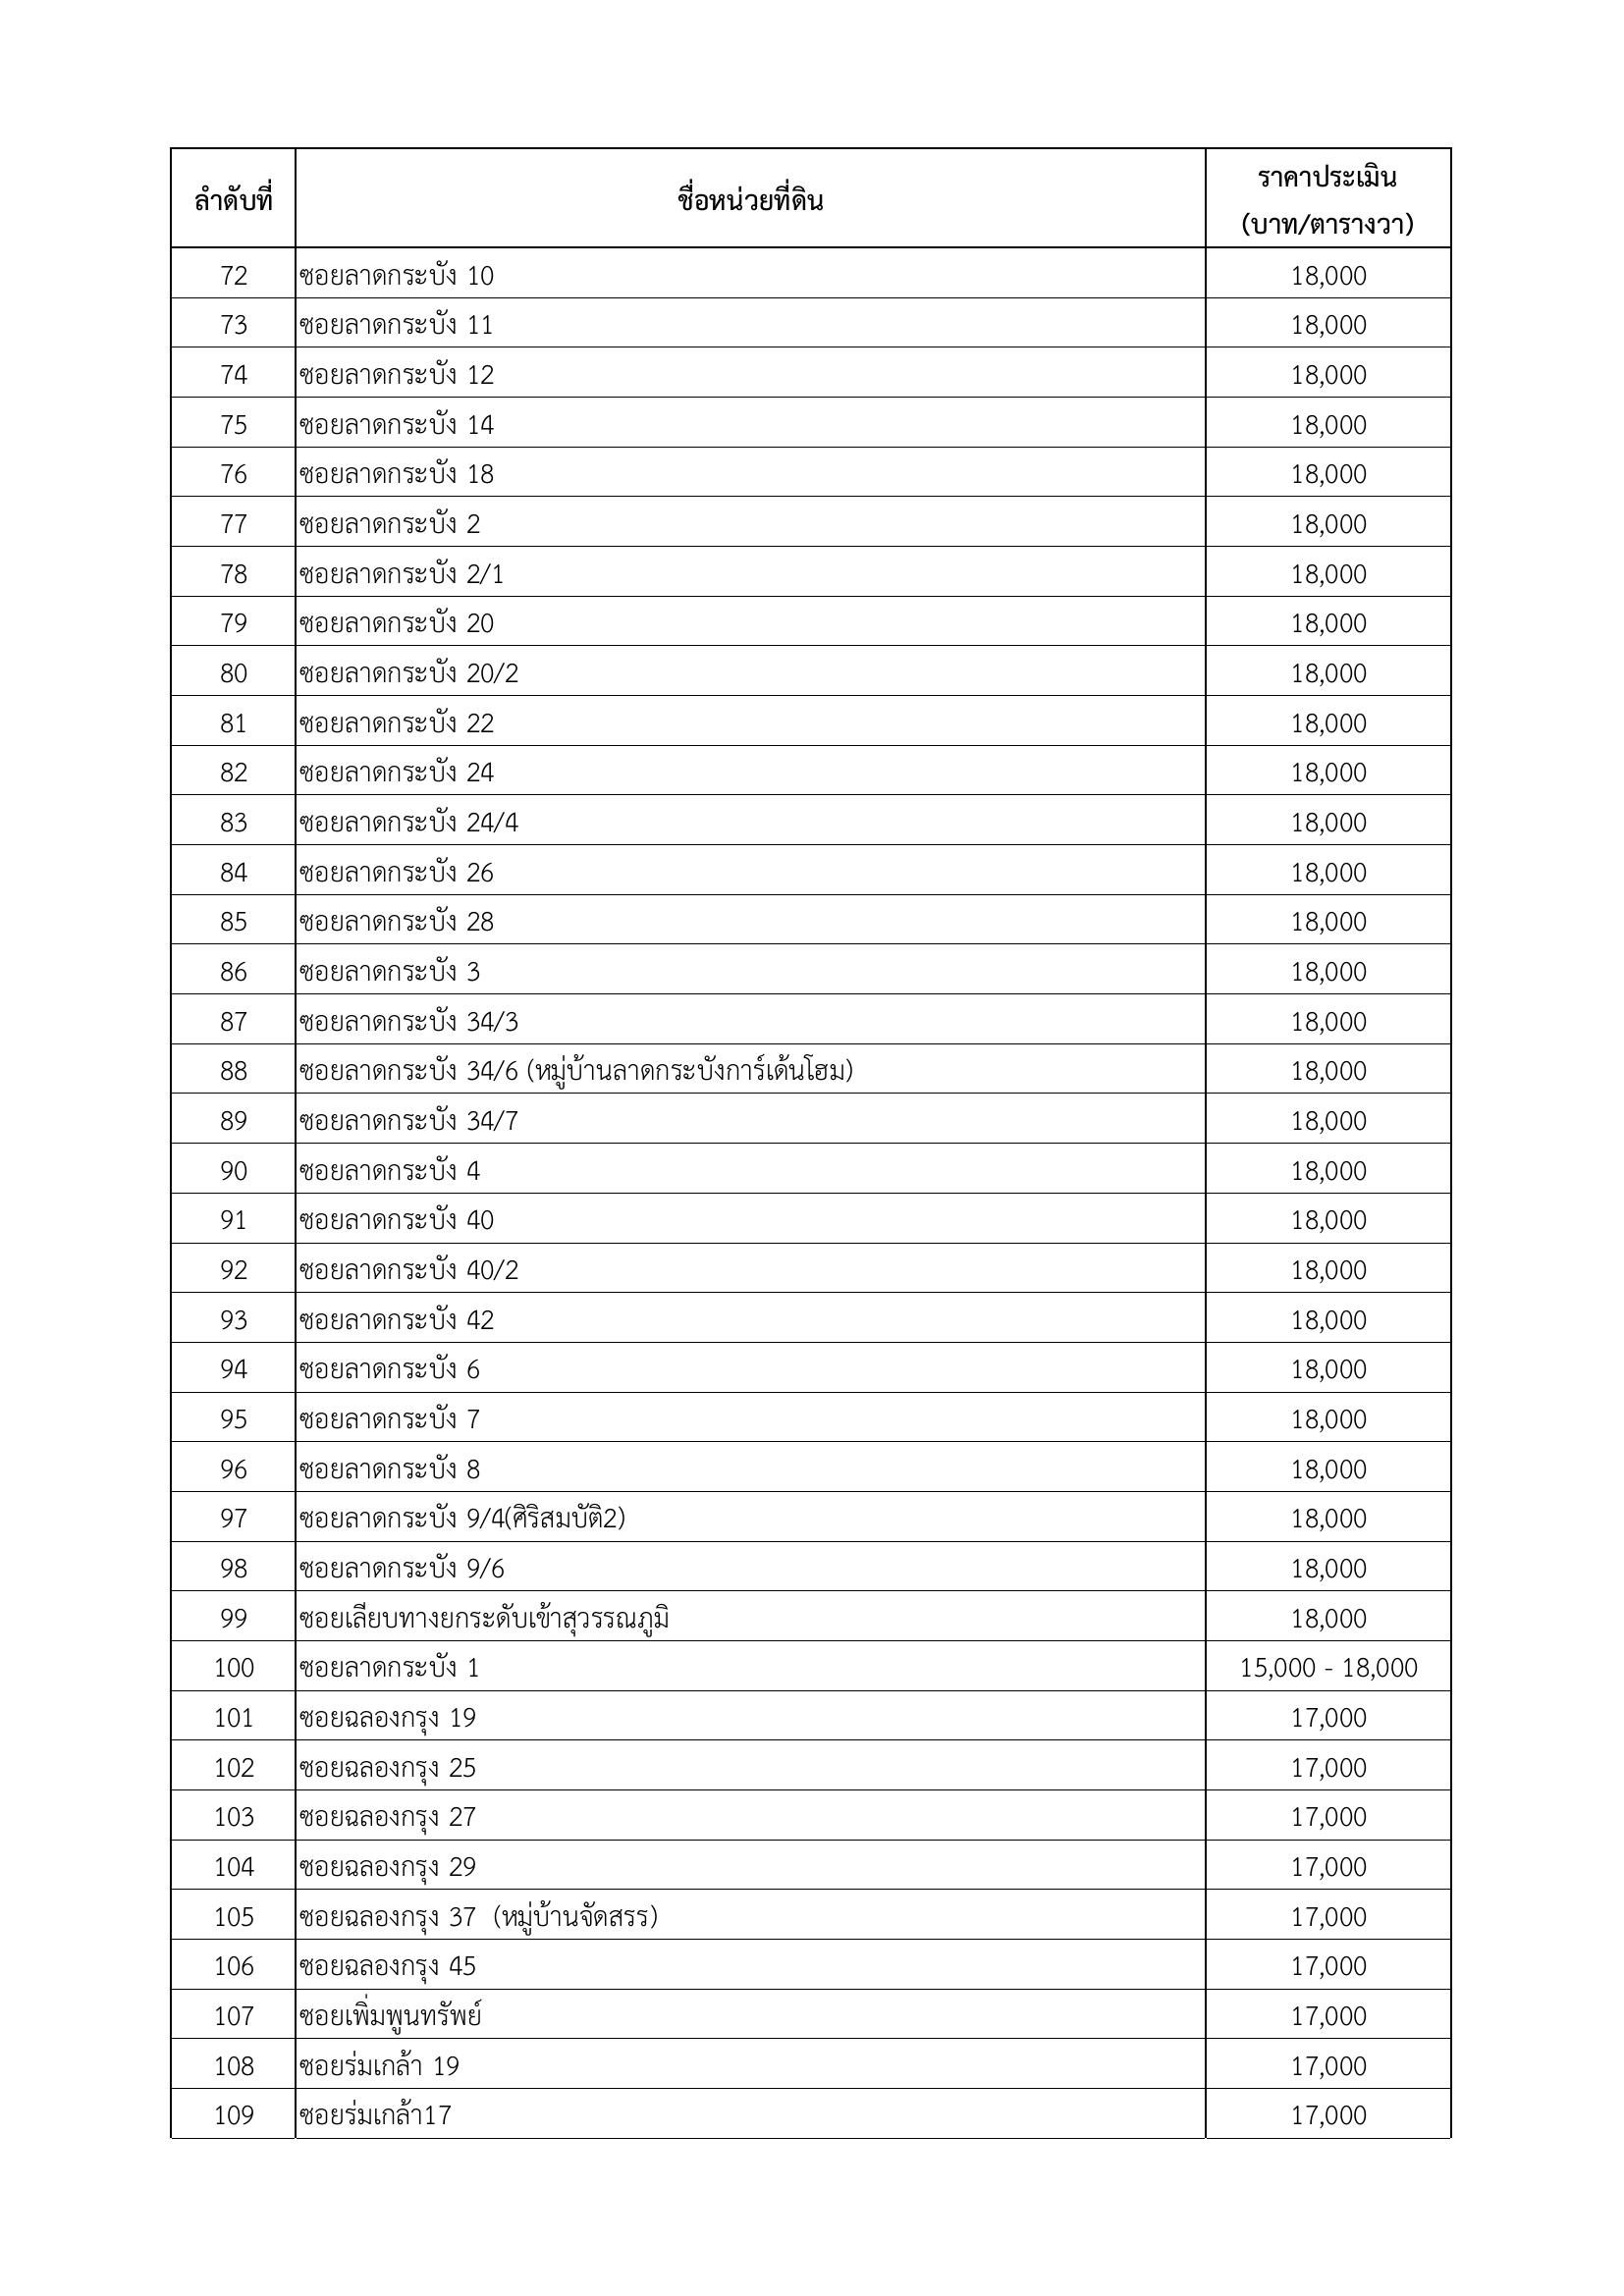 ลำดับที่ ชื่อหน่วยที่ดิน ราคาประเมิน
(บาท/ตารางวา)
72 ซอยลาดกระบัง 10 18,000
73 ซอยลาดกระบัง 11 18,000
74 ซอยลาดกระบัง 12 18,000
75 ซอยลาดกระบัง 14 18,000
76 ซอยลาดกระบัง 18 18,000
77 ซอยลาดกระบัง 2 18,000
78 ซอยลาดกระบัง 2/1 18,000
79 ซอยลาดกระบัง 20 18,000
80 ซอยลาดกระบัง 20/2 18,000
81 ซอยลาดกระบัง 22 18,000
82 ซอยลาดกระบัง 24 18,000
83 ซอยลาดกระบัง 24/4 18,000
84 ซอยลาดกระบัง 26 18,000
85 ซอยลาดกระบัง 28 18,000
86 ซอยลาดกระบัง 3 18,000
87 ซอยลาดกระบัง 34/3 18,000
88 ซอยลาดกระบัง 34/6 (หมู่บ้านลาดกระบังการ์เด้นโฮม) 18,000
89 ซอยลาดกระบัง 34/7 18,000
90 ซอยลาดกระบัง 4 18,000
91 ซอยลาดกระบัง 40 18,000
92 ซอยลาดกระบัง 40/2 18,000
93 ซอยลาดกระบัง 42 18,000
94 ซอยลาดกระบัง 6 18,000
95 ซอยลาดกระบัง 7 18,000
96 ซอยลาดกระบัง 8 18,000
97 ซอยลาดกระบัง 9/4(ศิริสมบัติ2) 18,000
98 ซอยลาดกระบัง 9/6 18,000
99 ซอยเลียบทางยกระดับเข้าสุวรรณภูมิ 18,000
100 ซอยลาดกระบัง 1 15,000 - 18,000
101 ซอยฉลองกรุง 19 17,000
102 ซอยฉลองกรุง 25 17,000
103 ซอยฉลองกรุง 27 17,000
104 ซอยฉลองกรุง 29 17,000
105 ซอยฉลองกรุง 37 (หมู่บ้านจัดสรร) 17,000
106 ซอยฉลองกรุง 45 17,000
107 ซอยเพิ่มพูนทรัพย์ 17,000
108 ซอยร่มเกล้า 19 17,000
109 ซอยร่มเกล้า17 17,000